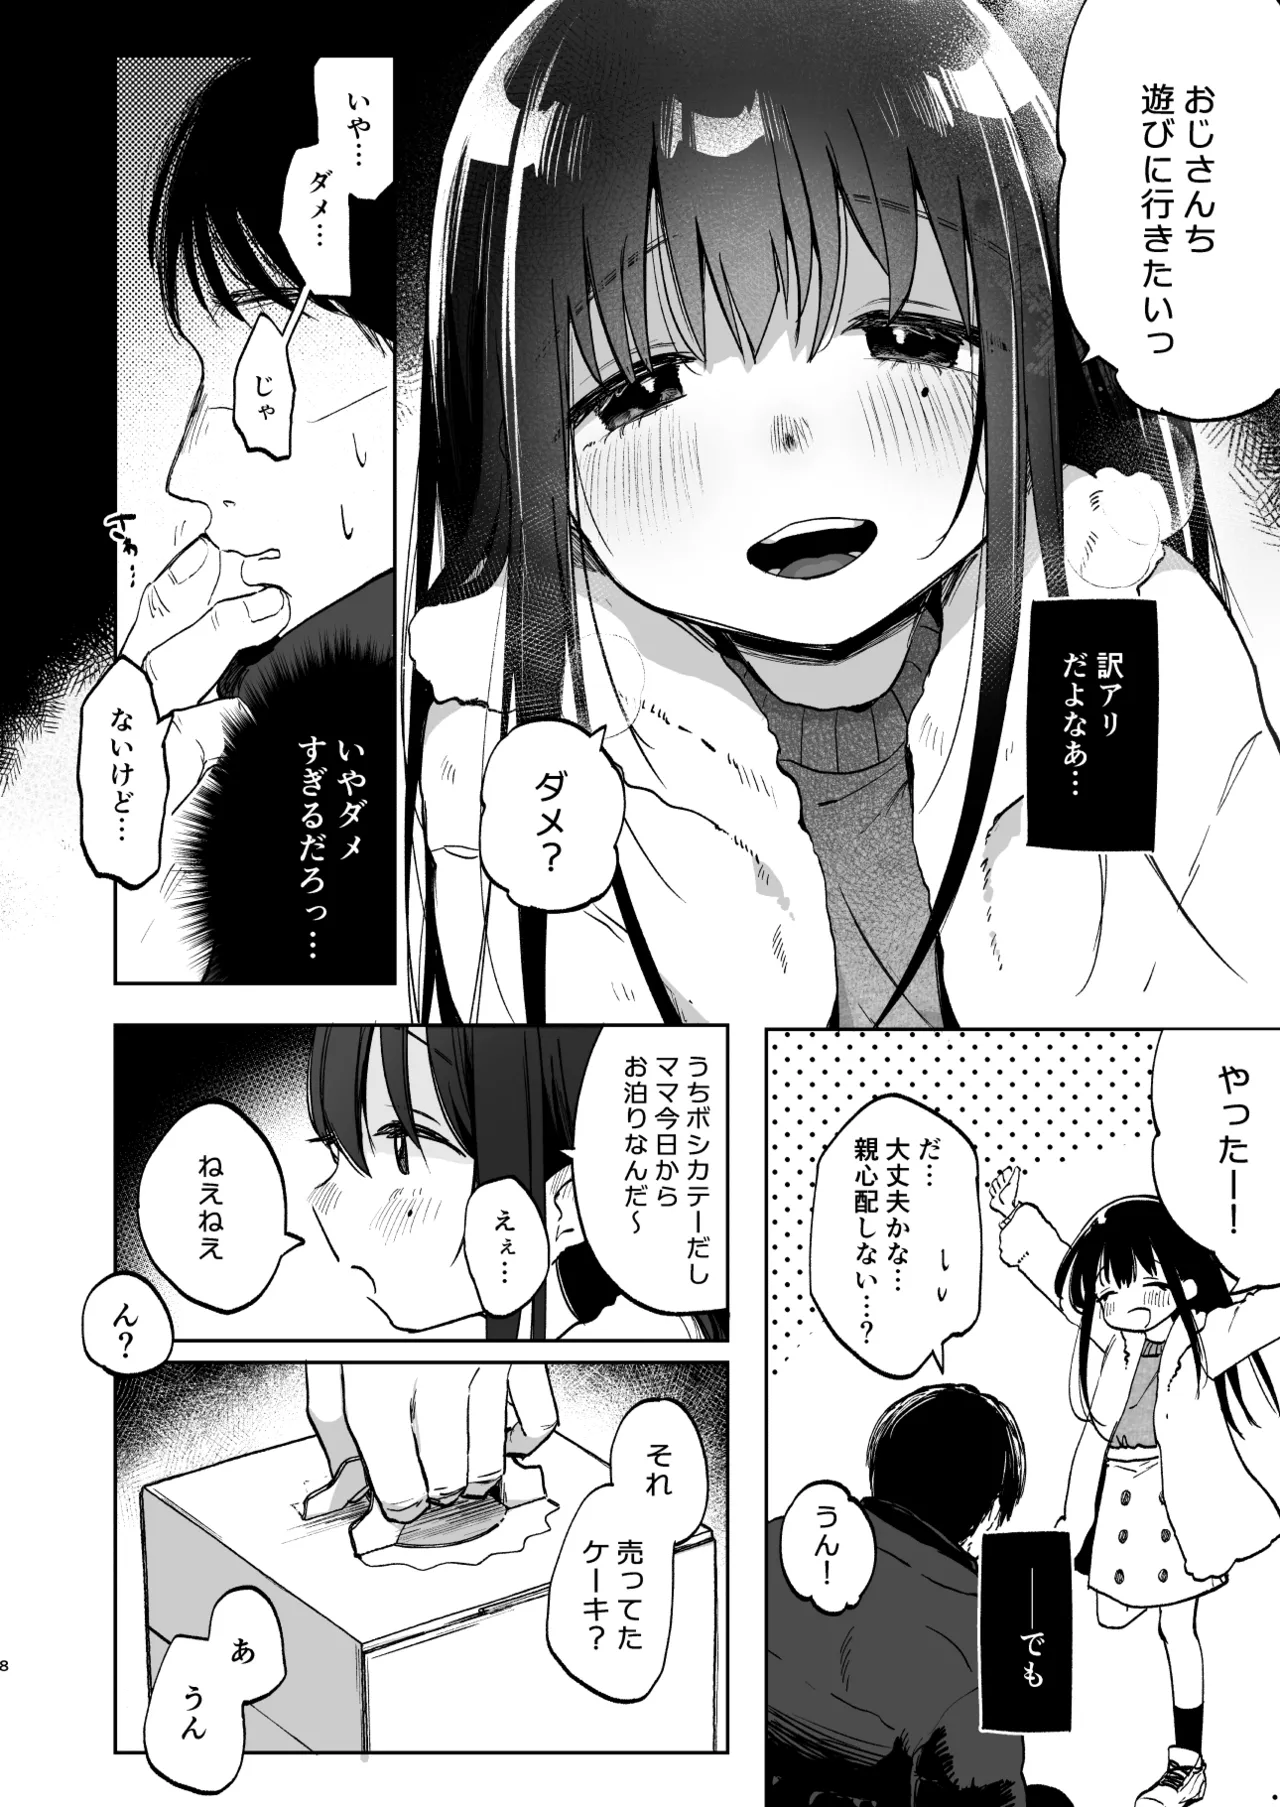 おじさんち
遊びに行きたいっ
訳アリ
だよなあ…
ダメ？
いや…
ダメ…
じゃ
さわ…
ないけど…
いやダメ
すぎるだろっ…
やったー！
だ…
大丈夫かな…
親心配しない…？
うん！
――でも
うちボシカテーだし
ママ今日から
お泊りなんだ～
えぇ…
ねえねえ
ん？
それ
売ってた
ケーキ？
あ
うん
8